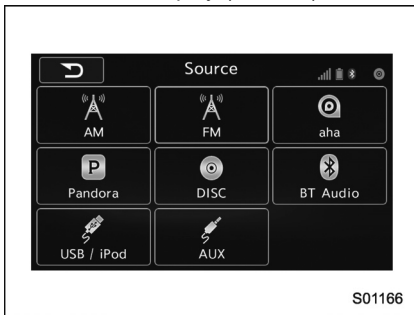 Source
AM
FM
aha
P
Pandora
DISC
BT Audio
USB / iPod
AUX
S01166